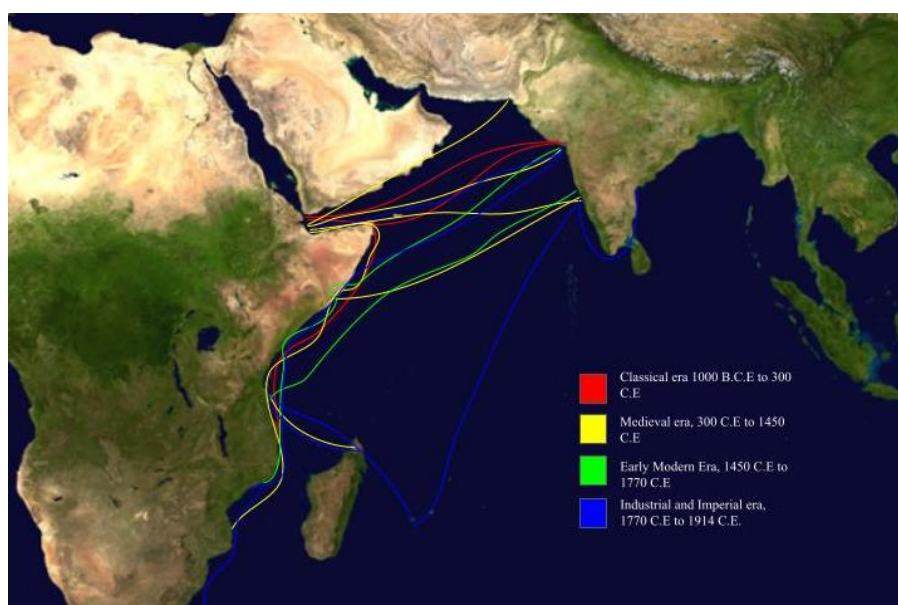 Classical era 1000 B.C.E to 300
C.E
Medieval era, 300 C.E to 1450
C.E
Early Modern Era, 1450 C.E to
1770 C.E
Industrial and Imperial era,
1770 C.E to 1914 C.E.